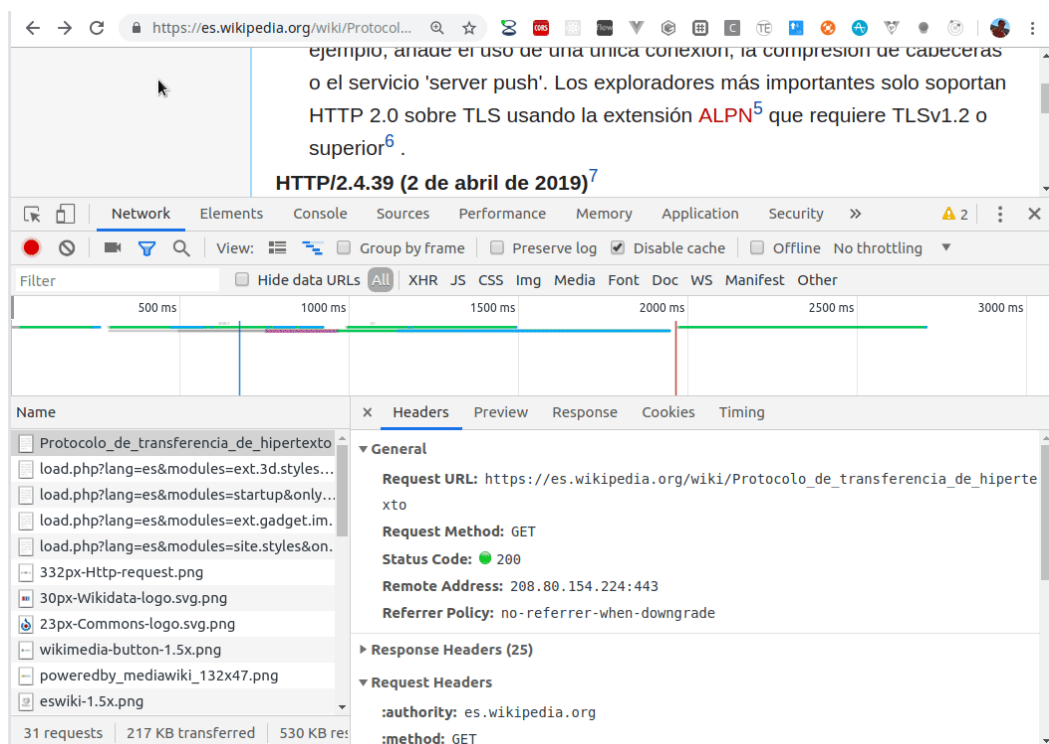 https://es.wikipedia.org/wiki/Protocol...
ejemplo, añade el uso de una única conexión, la compresión de cabeceras
o el servicio 'server push'. Los exploradores más importantes solo soportan
HTTP 2.0 sobre TLS usando la extensión ALPN5 que requiere TLSv1.2 o
superior6 .
HTTP/2.4.39 (2 de abril de 2019)7
Network Elements Console Sources Performance Memory Application Security » 2
View: Group by frame Preserve log Disable cache Offline No throttling
Filter Hide data URLs All XHR JS CSS Img Media Font Doc WS Manifest Other
500 ms 1000 ms 1500 ms 2000 ms 2500 ms 3000 ms
Name
× Headers Preview Response Cookies Timing
Protocolo_de_transferencia_de_hipertexto
load.php?lang=es&modules=ext.3d.styles...
load.php?lang=es&modules=startup&only...
load.php?lang=es&modules=ext.gadget.im.
load.php?lang=es&modules=site.styles&on.
332px-Http-request.png
30px-Wikidata-logo.svg.png
23px-Commons-logo.svg.png
wikimedia-button-1.5x.png
poweredby_mediawiki_132x47.png
eswiki-1.5x.png
31 requests 217 KB transferred 530 KB res
General
Request URL: https://es.wikipedia.org/wiki/Protocolo_de_transferencia_de_hiperte
xto
Request Method: GET
Status Code: 200
Remote Address: 208.80.154.224:443
Referrer Policy: no-referrer-when-downgrade
Response Headers (25)
Request Headers
:authority: es.wikipedia.org
:method: GET